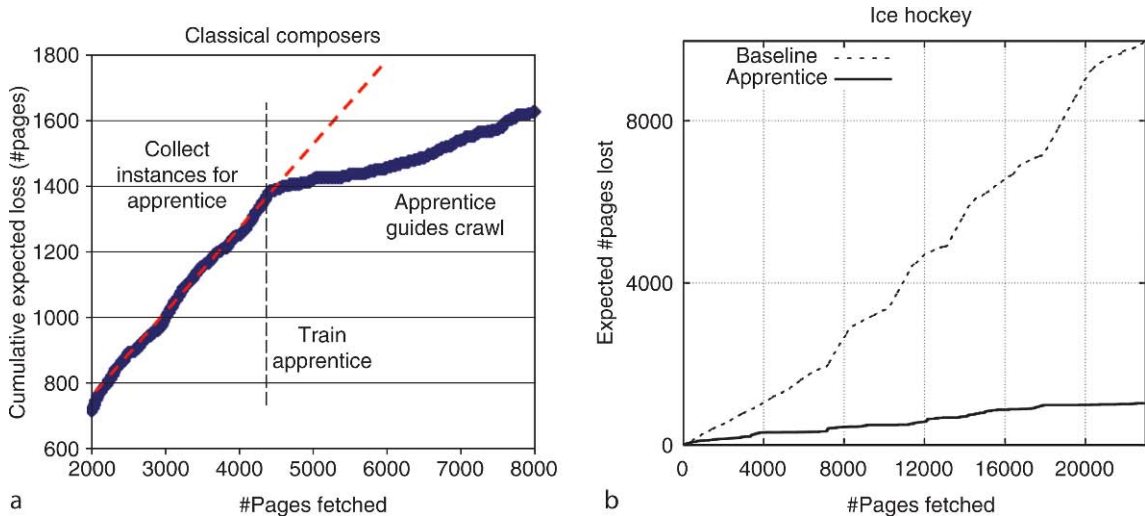 Classical composers
Cumulative expected loss (#pages)
1800
1600
1400
1200
1000
800
600
Collect
instances for
apprentice
Apprentice
guides crawl
Train
apprentice
2000 3000 4000 5000 6000 7000 8000
#Pages fetched
a
Ice hockey
Expected #pages lost
Baseline
Apprentice
8000
4000
0
0 4000 8000 12000 16000 20000
#Pages fetched
b